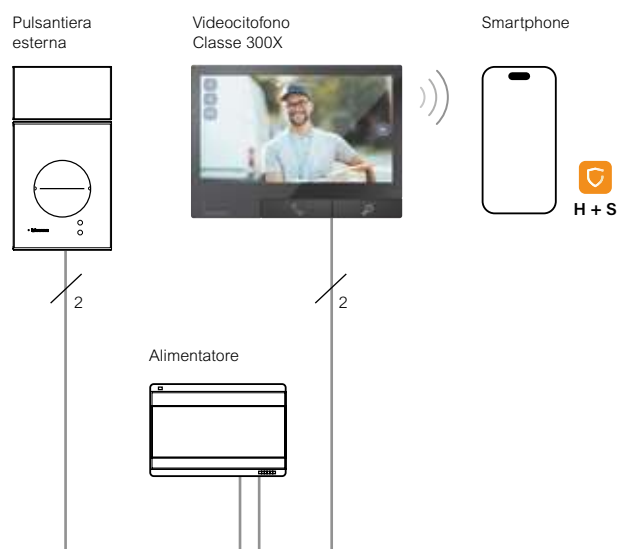 Pulsantiera
esterna
Videocitofono
Classe 300X
Smartphone
H + S
2
2
Alimentatore